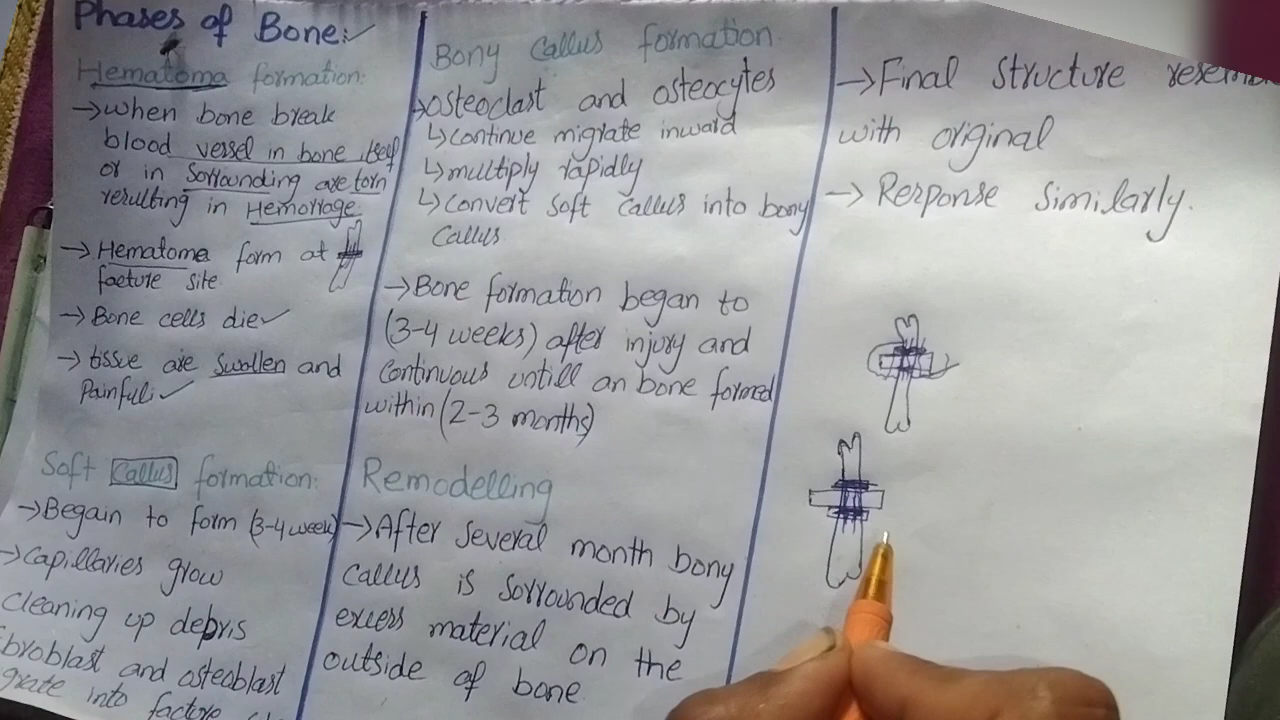 Phases of Bone:
Hematoma formation:
→ when bone break
blood vessel in bone itself
or in Sorrounding are torn
resulting in Hemorrage.
→ Hematoma form at
facture site.
→ Bone cells die
→ tissue are Swollen and
Painful:
Soft Callus formation:
→ Begain to form (3-4 week)
→ Capillaries grow
cleaning up debris
broblast and osteoblast
grate into factore
Bony Callus formation.
→ osteoclast and osteocytes
↳ continue migrate inward
↳ multiply rapidly
↳ convert soft callus into bony
callus
→ Bone formation began to
(3-4 weeks) after injury and
continuous untill an bone formed
within (2-3 months)
Remodelling
→ After several month bony
callus is sorrounded by
excess material on the
outside of bone.
→ Final structure resem
with original
→ Response similarly.